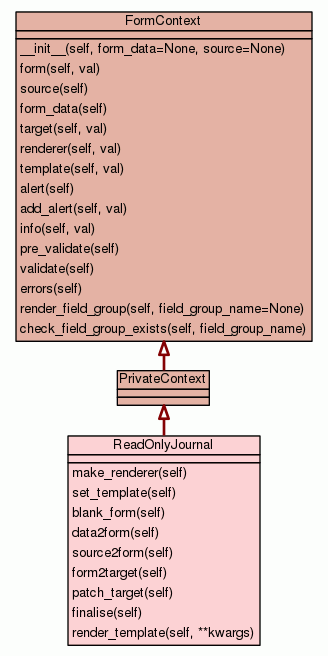 FormContext
__init__(self, form_data=None, source=None)
form(self, val)
source(self)
form_data(self)
target(self, val)
renderer(self, val)
template(self, val)
alert(self)
add_alert(self, val)
info(self, val)
pre_validate(self)
validate(self)
errors(self)
render_field_group(self, field_group_name=None)
check_field_group_exists(self, field_group_name)
PrivateContext
ReadOnlyJournal
make_renderer(self)
set_template(self)
blank_form(self)
data2form(self)
source2form(self)
form2target(self)
patch_target(self)
finalise(self)
render_template(self, **kwargs)